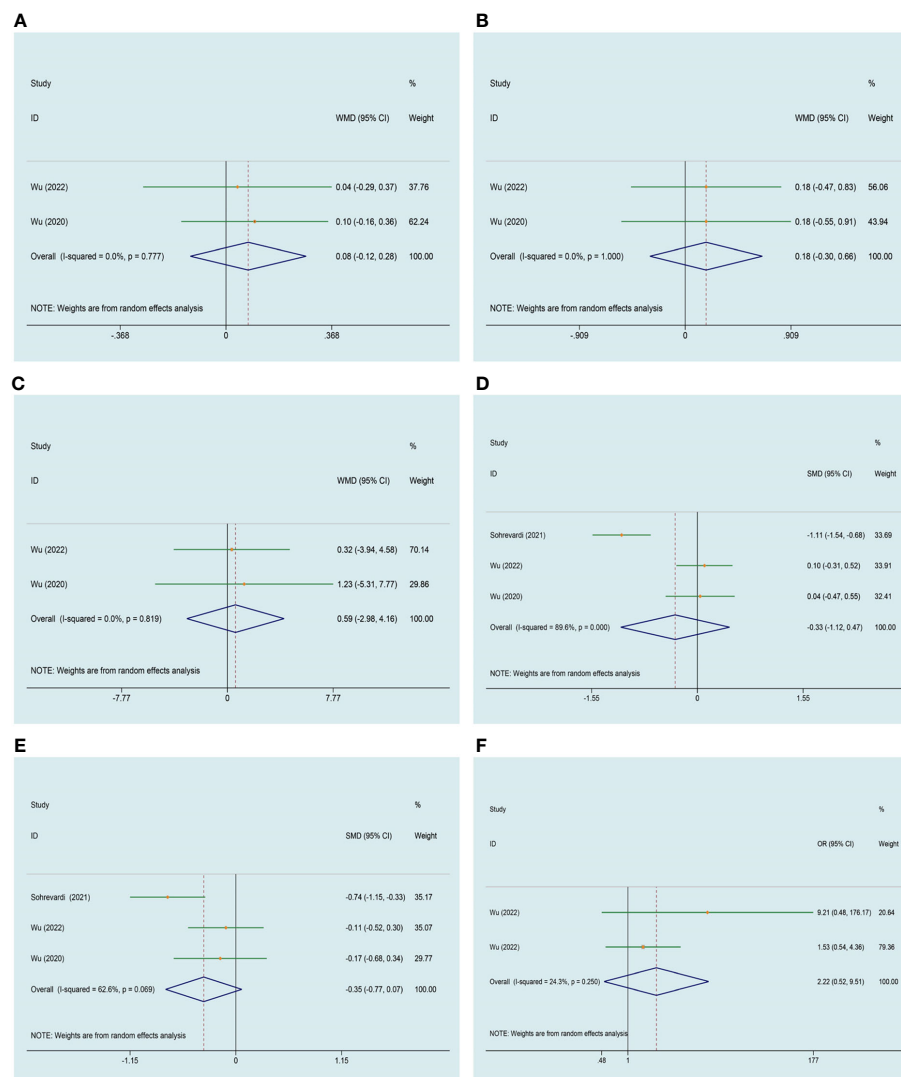 A
Study %
ID WMD (95% CI) Weight
Wu (2022) 0.04 (-0.29, 0.37) 37.76
Wu (2020) 0.10 (-0.16, 0.36) 62.24
Overall (I-squared = 0.0%, p = 0.777) 0.08 (-0.12, 0.28) 100.00
NOTE: Weights are from random effects analysis
-.368 0 .368
B
Study %
ID WMD (95% CI) Weight
Wu (2022) 0.18 (-0.47, 0.83) 56.06
Wu (2020) 0.18 (-0.55, 0.91) 43.94
Overall (I-squared = 0.0%, p = 1.000) 0.18 (-0.30, 0.66) 100.00
NOTE: Weights are from random effects analysis
-.909 0 .909
C
Study %
ID WMD (95% CI) Weight
Wu (2022) 0.32 (-3.94, 4.58) 70.14
Wu (2020) 1.23 (-5.31, 7.77) 29.86
Overall (I-squared = 0.0%, p = 0.819) 0.59 (-2.98, 4.16) 100.00
NOTE: Weights are from random effects analysis
-7.77 0 7.77
D
Study %
ID SMD (95% CI) Weight
Sohrevardi (2021) -1.11 (-1.54, -0.68) 33.69
Wu (2022) 0.10 (-0.31, 0.52) 33.91
Wu (2020) 0.04 (-0.47, 0.55) 32.41
Overall (I-squared = 89.6%, p = 0.000) -0.33 (-1.12, 0.47) 100.00
NOTE: Weights are from random effects analysis
-1.55 0 1.55
E
Study %
ID SMD (95% CI) Weight
Sohrevardi (2021) -0.74 (-1.15, -0.33) 35.17
Wu (2022) -0.11 (-0.52, 0.30) 35.07
Wu (2020) -0.17 (-0.68, 0.34) 29.77
Overall (I-squared = 62.6%, p = 0.069) -0.35 (-0.77, 0.07) 100.00
NOTE: Weights are from random effects analysis
-1.15 0 1.15
F
Study %
ID OR (95% CI) Weight
Wu (2022) 9.21 (0.48, 176.17) 20.64
Wu (2022) 1.53 (0.54, 4.36) 79.36
Overall (I-squared = 24.3%, p = 0.250) 2.22 (0.52, 9.51) 100.00
NOTE: Weights are from random effects analysis
.48 1 177